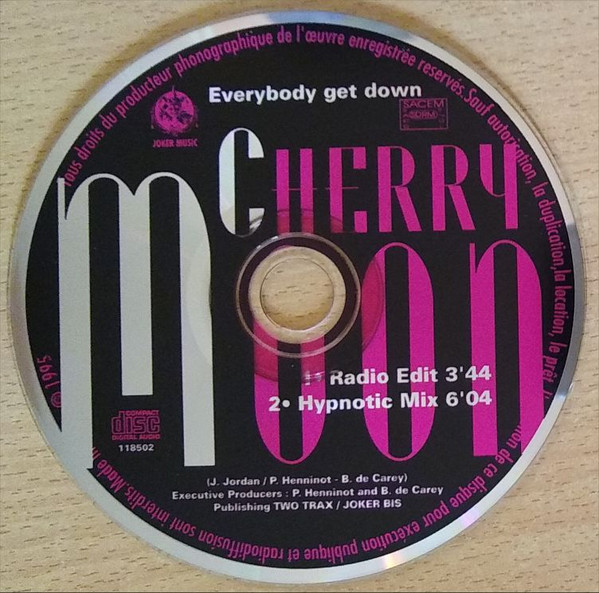 Tous droits du producteur phonographique de l'œuvre enregistrée réservés.Sauf autorisation, la duplication,la location, le prêt,
Everybody get down
JOKER MUSIC
SACEM
SDRM
CHERRY
MOON
1• Radio Edit 3'44
2• Hypnotic Mix 6'04
COMPACT
disc
DIGITAL AUDIO
118502
(J. Jordan / P. Henninot - B. de Carey)
Executive Producers : P. Henninot and B. de Carey
Publishing TWO TRAX / JOKER BIS
de ce disque pour exécution publique et radiodiffusion sont interdits.Made in
1995